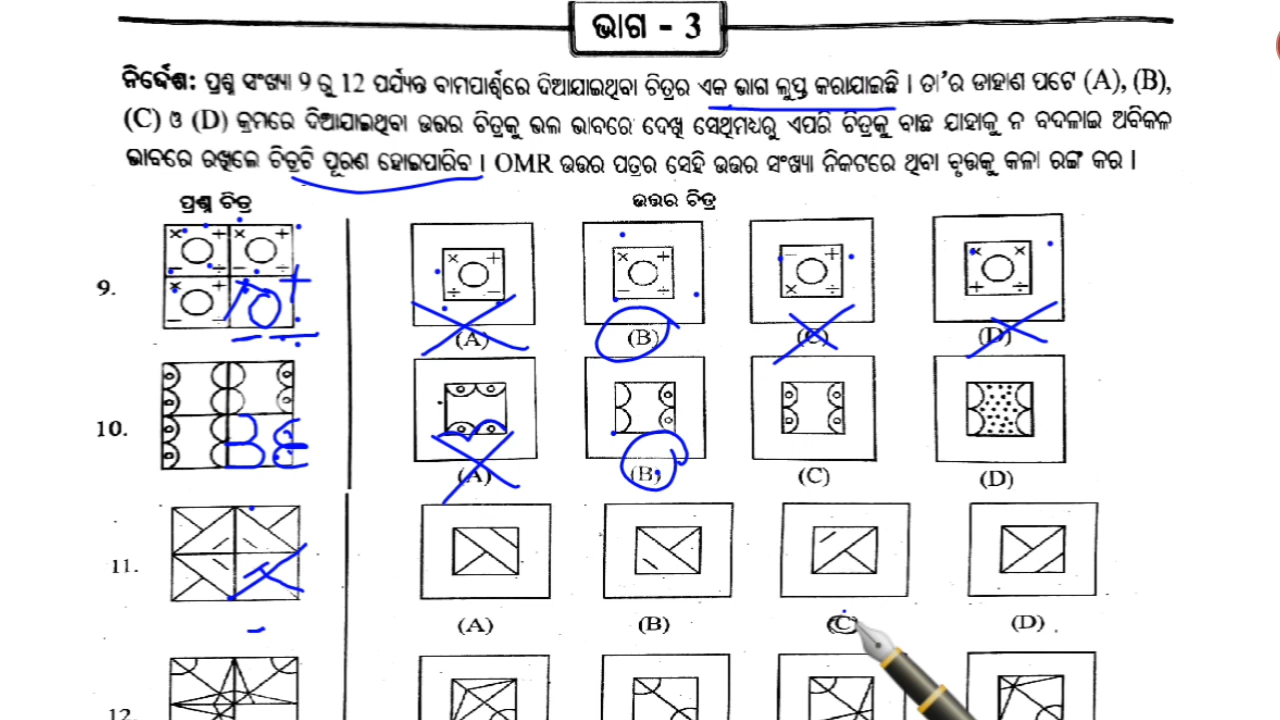 ଭାଗ - 3
ନିର୍ଦ୍ଦେଶ: ପ୍ରଶ୍ନ ସଂଖ୍ୟା 9 ରୁ 12 ପର୍ଯ୍ୟନ୍ତ ବାମପାର୍ଶ୍ୱରେ ଦିଆଯାଇଥିବା ଚିତ୍ରର ଏକ ଭାଗ ଲୁପ୍ତ କରାଯାଇଛି । ତା'ର ଡାହାଣ ପଟେ (A), (B),
(C) ଓ (D) କ୍ରମରେ ଦିଆଯାଇଥିବା ଉତ୍ତର ଚିତ୍ରକୁ ଭଲ ଭାବରେ ଦେଖି ସେଥିମଧ୍ୟରୁ ଏପରି ଚିତ୍ରକୁ ବାଛ ଯାହାକୁ ନ ବଦଳାଇ ଅବିକଳ
ଭାବରେ ରଖିଲେ ଚିତ୍ରଟି ପୂରଣ ହୋଇପାରିବ । OMR ଉତ୍ତର ପତ୍ରର ସେହି ଉତ୍ତର ସଂଖ୍ୟା ନିକଟରେ ଥିବା ବୃତ୍ତକୁ କଳା ରଙ୍ଗ କର ।
ପ୍ରଶ୍ନ ଚିତ୍ର ଉତ୍ତର ଚିତ୍ର
9.
(A) (B) (C) (D)
10.
(A) (B) (C) (D)
11.
(A) (B) (C) (D)
12.